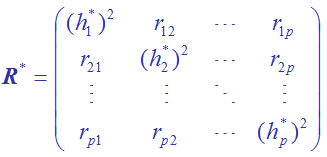 R* = ( (h₁*)² r₁₂ ⋯ r₁ₚ
r₂₁ (h₂*)² ⋯ r₂ₚ
⋮ ⋮ ⋱ ⋮
rₚ₁ rₚ₂ ⋯ (hₚ*)² )